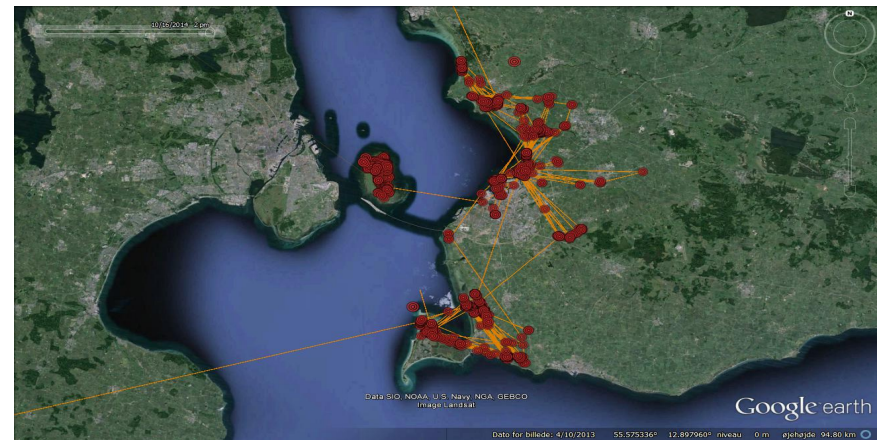 10/16/2014 2 pm
N
Data SIO, NOAA, U.S. Navy, NGA, GEBCO
Image Landsat
Google earth
Dato for billede: 4/10/2013 55.575336° 12.897960° niveau 0 m øjehøjde 94.80 km